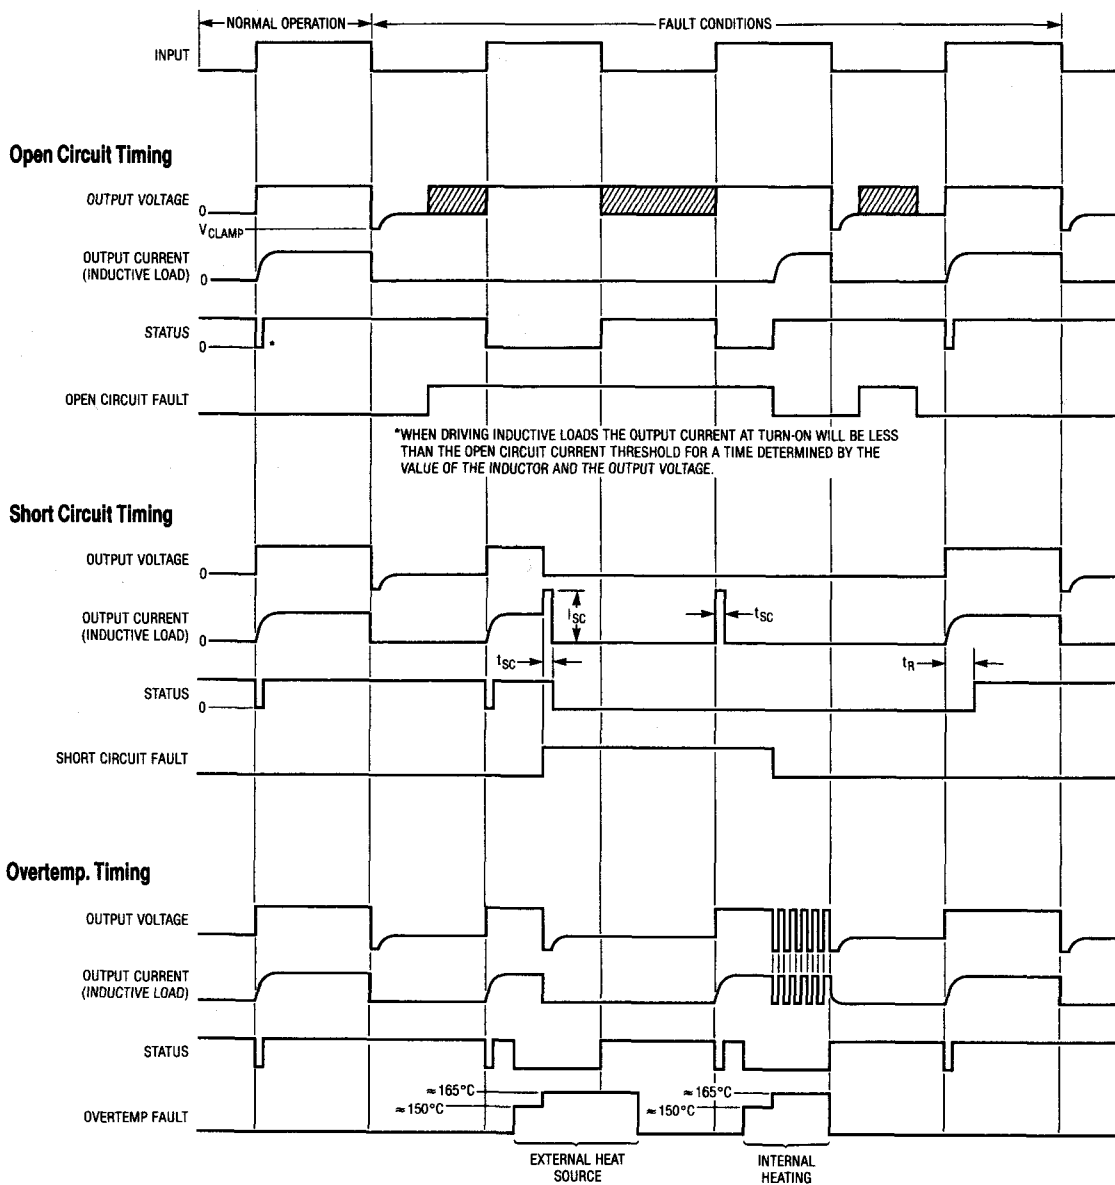 NORMAL OPERATION
FAULT CONDITIONS
INPUT
Open Circuit Timing
OUTPUT VOLTAGE
0
VCLAMP
OUTPUT CURRENT
(INDUCTIVE LOAD)
0
STATUS
0
*
OPEN CIRCUIT FAULT
*WHEN DRIVING INDUCTIVE LOADS THE OUTPUT CURRENT AT TURN-ON WILL BE LESS
THAN THE OPEN CIRCUIT CURRENT THRESHOLD FOR A TIME DETERMINED BY THE
VALUE OF THE INDUCTOR AND THE OUTPUT VOLTAGE.
Short Circuit Timing
OUTPUT VOLTAGE
0
OUTPUT CURRENT
(INDUCTIVE LOAD)
0
ISC
tSC
tSC
tR
STATUS
0
SHORT CIRCUIT FAULT
Overtemp. Timing
OUTPUT VOLTAGE
OUTPUT CURRENT
(INDUCTIVE LOAD)
STATUS
≈165°C
≈165°C
≈150°C
≈150°C
OVERTEMP FAULT
EXTERNAL HEAT
SOURCE
INTERNAL
HEATING